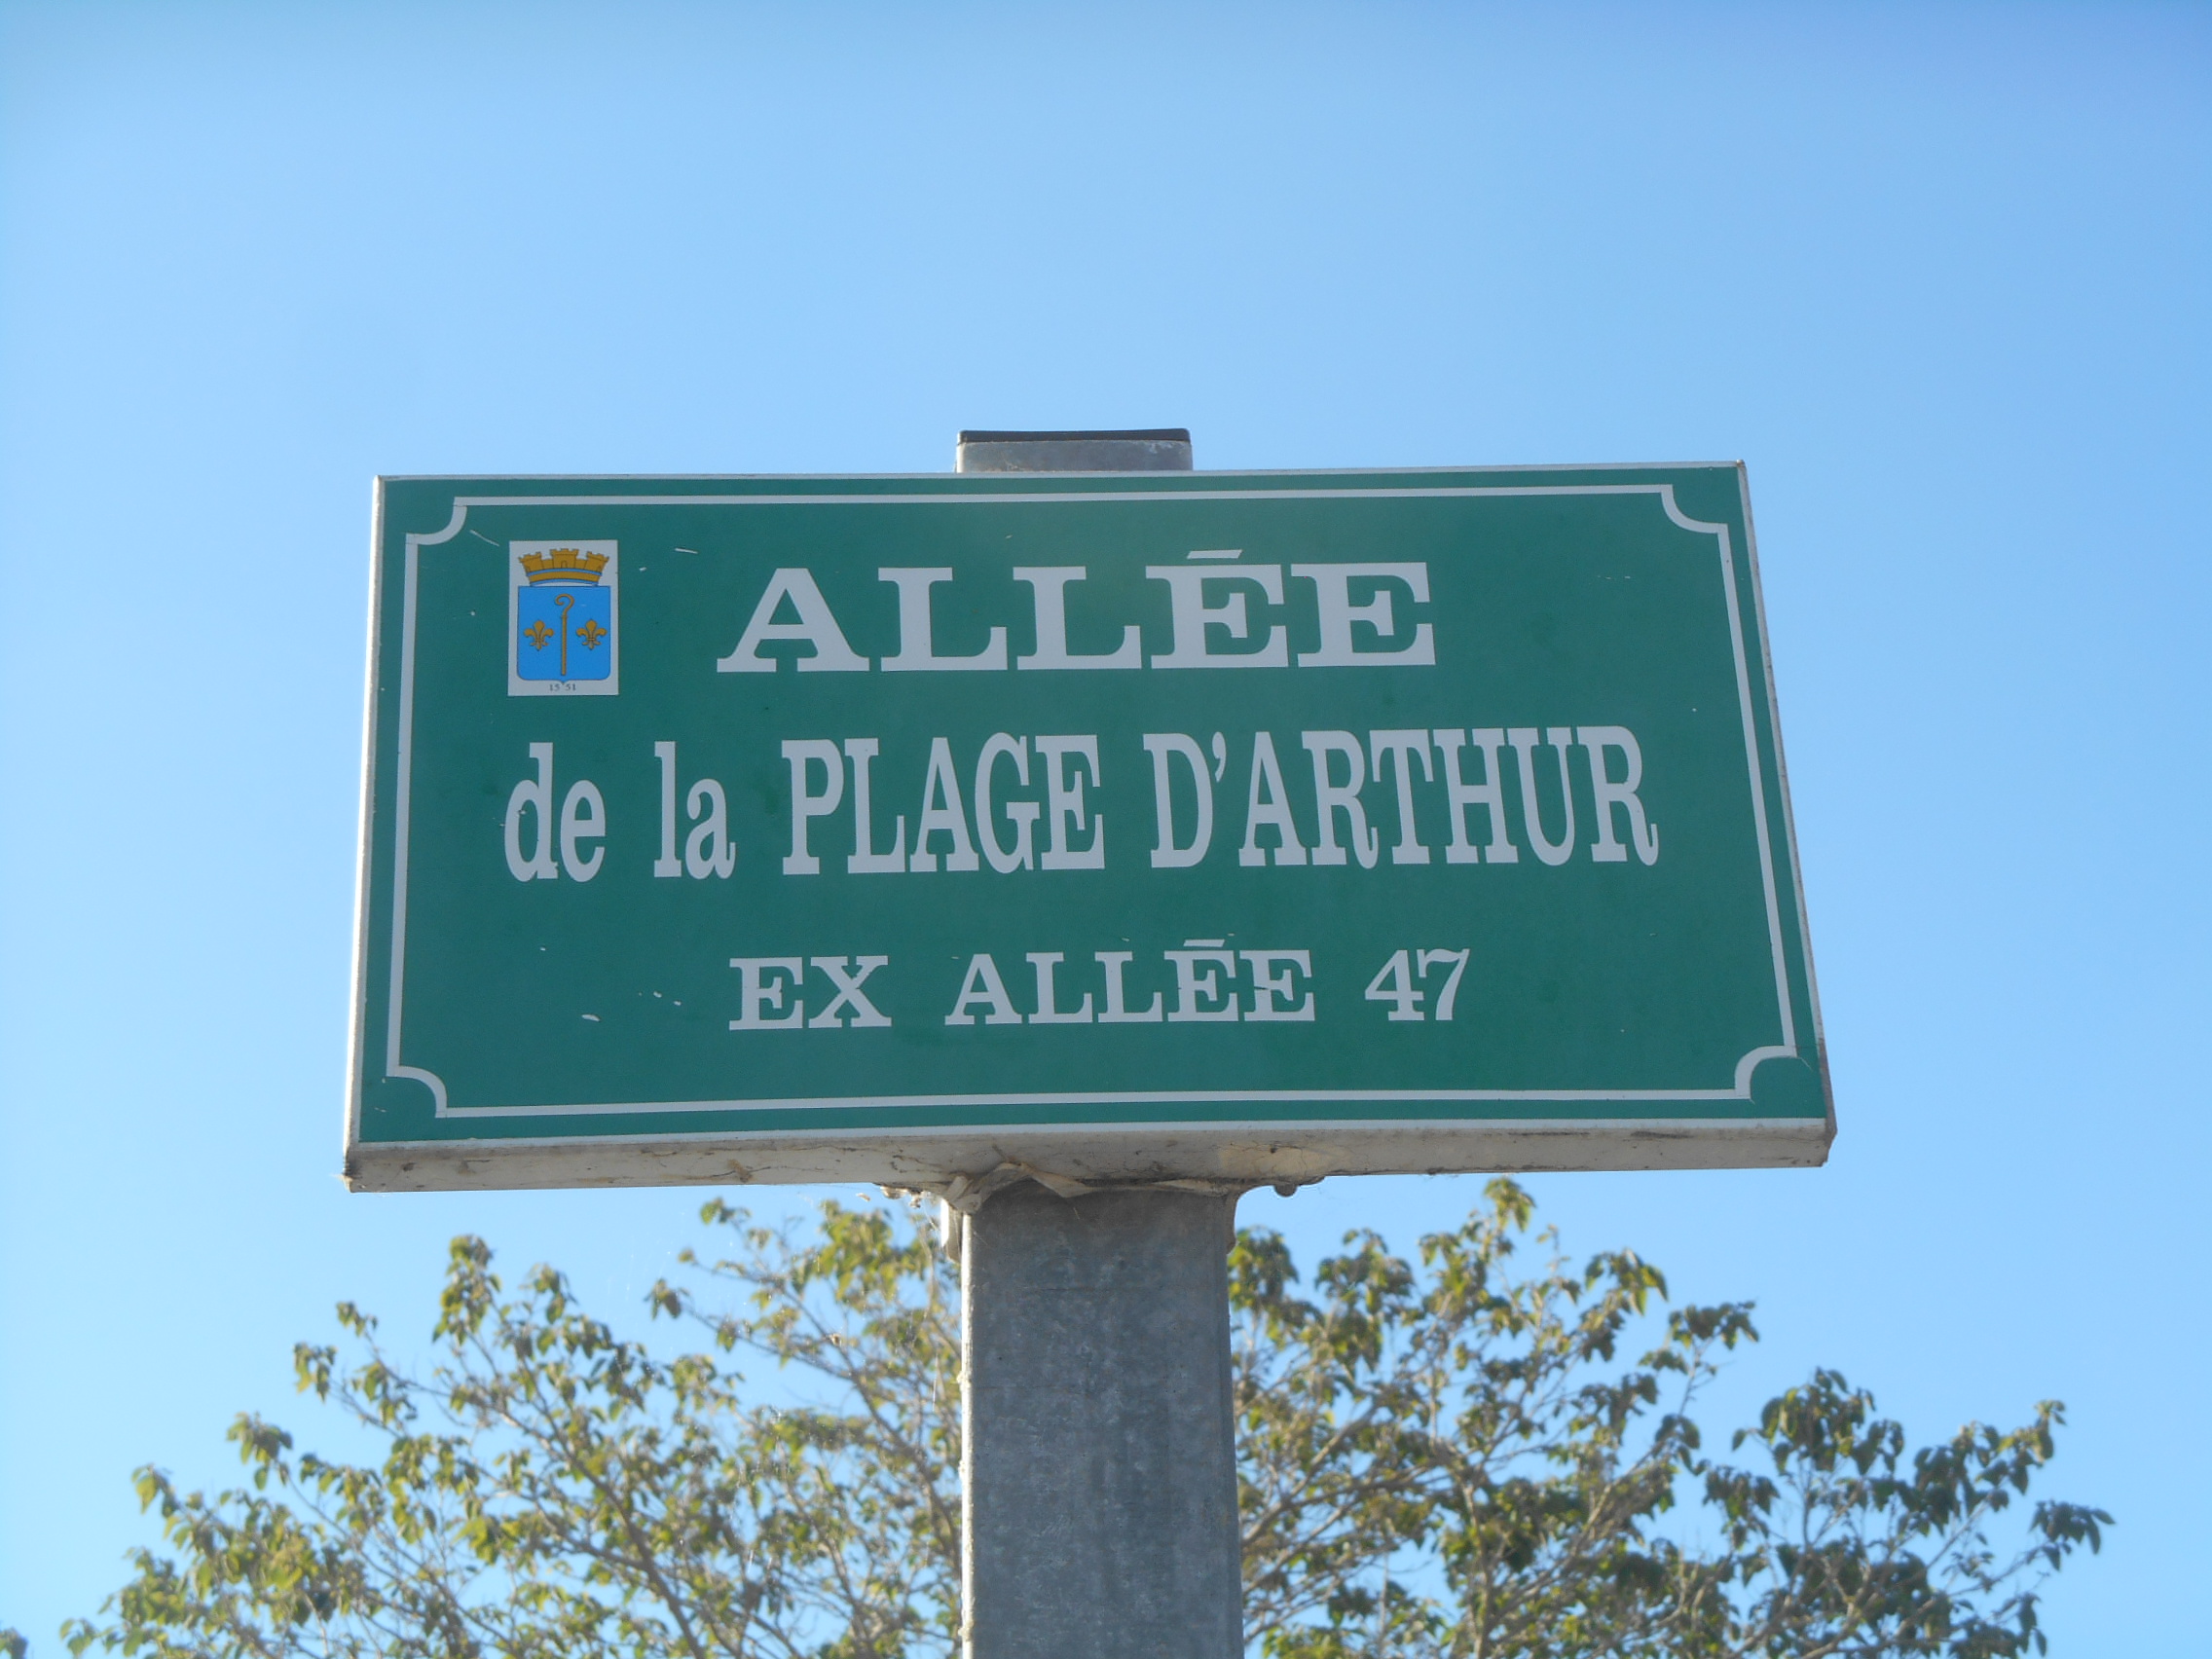 ALLÉE
de la PLAGE D'ARTHUR
EX ALLÉE 47